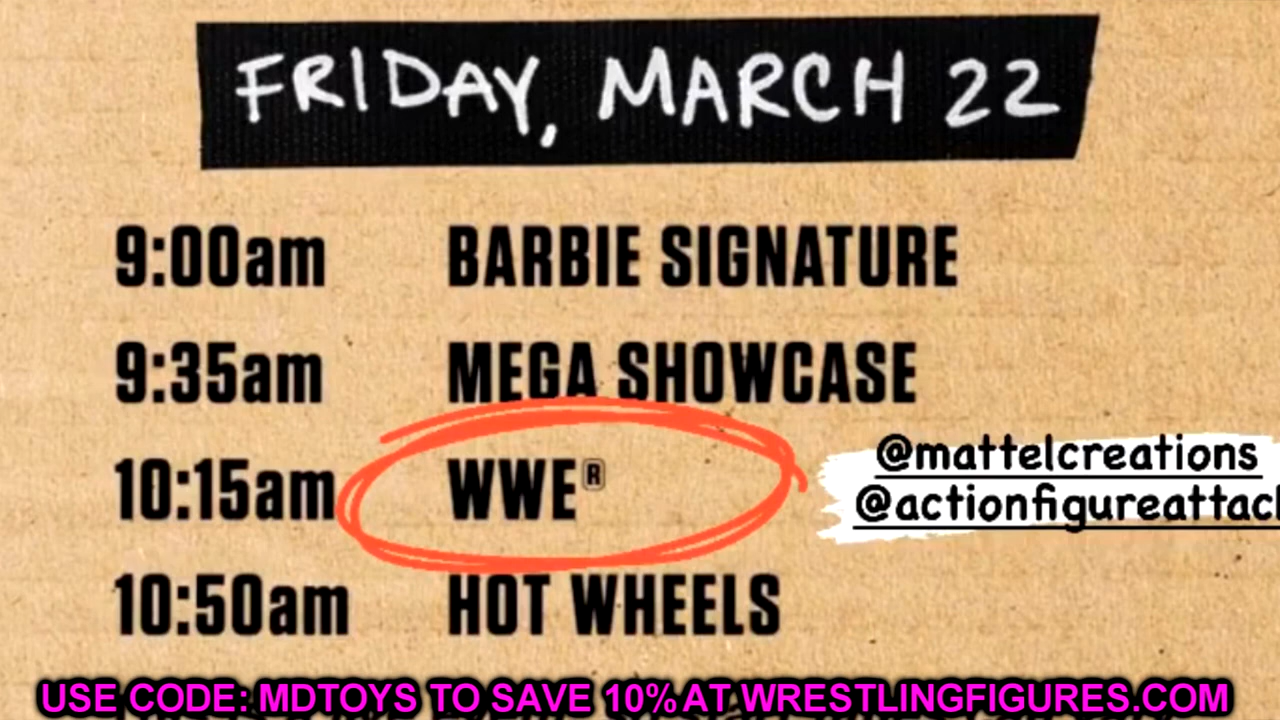 FRIDAY, MARCH 22
9:00am BARBIE SIGNATURE
9:35am MEGA SHOWCASE
10:15am WWE®
@mattelcreations
@actionfigureattack
10:50am HOT WHEELS
USE CODE: MDTOYS TO SAVE 10% AT WRESTLINGFIGURES.COM